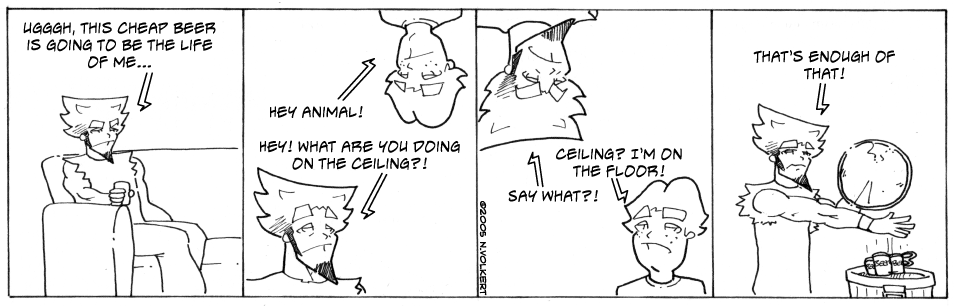 UGGGH, THIS CHEAP BEER
IS GOING TO BE THE LIFE
OF ME...
HEY ANIMAL!
HEY! WHAT ARE YOU DOING
ON THE CEILING?!
CEILING? I'M ON
THE FLOOR!
SAY WHAT?!
©2005 N.VOLKERT
THAT'S ENOUGH OF
THAT!